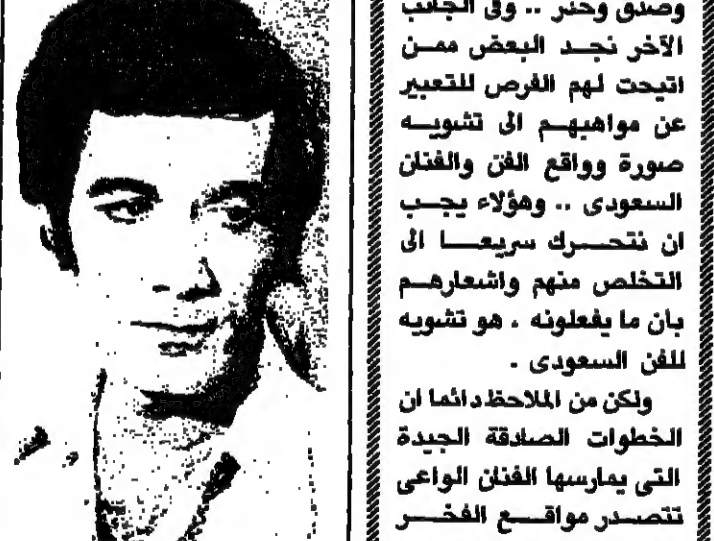 وصدق وحذر .. وفى الجانب
الآخر نجد البعض ممن
اتيحت لهم الفرص للتعبير
عن مواهبهم الى تشويه
صورة وواقع الفن والفنان
السعودى .. وهؤلاء يجب
ان نتحرك سريعا الى
التخلص منهم واشعارهم
بان ما يفعلونه ، هو تشويه
للفن السعودى .
ولكن من الملاحظ دائما ان
الخطوات الصادقة الجيدة
التى يمارسها الفنان الواعى
تتصدر مواقع الفخر